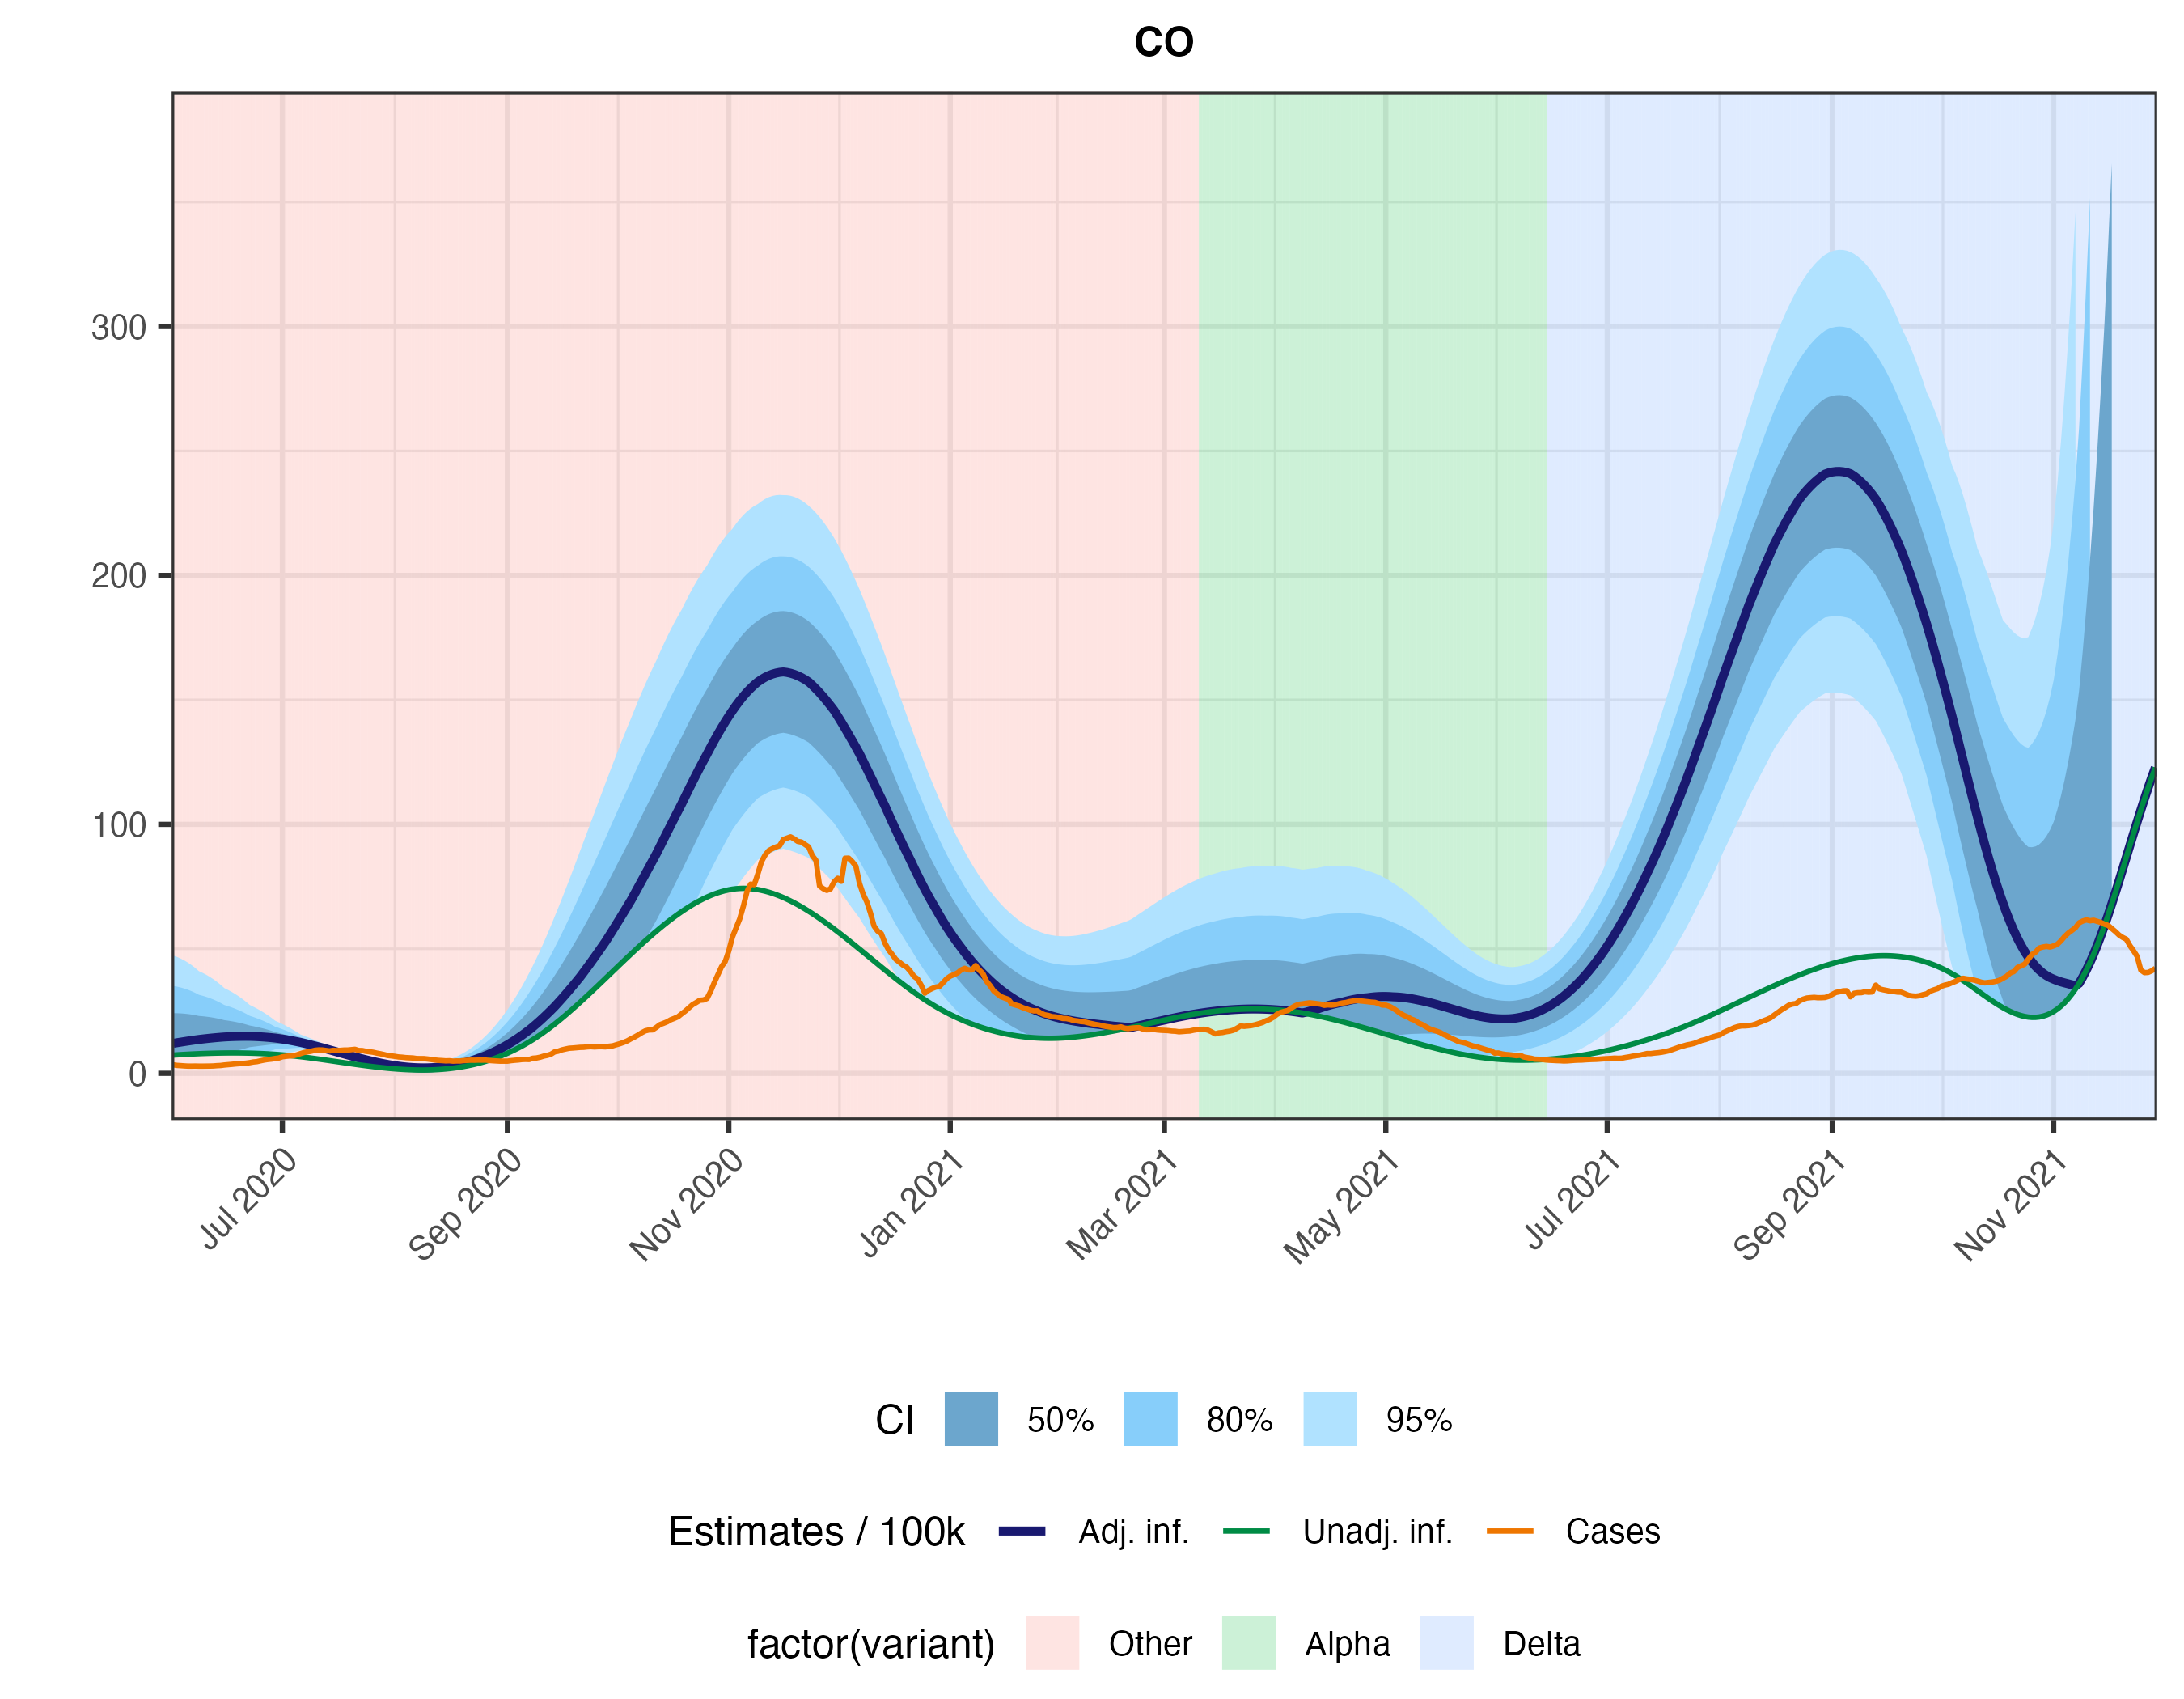 CO
300
200
100
0
Jul 2020
Sep 2020
Nov 2020
Jan 2021
Mar 2021
May 2021
Jul 2021
Sep 2021
Nov 2021
CI 50% 80% 95%
Estimates / 100k Adj. inf. Unadj. inf. Cases
factor(variant) Other Alpha Delta